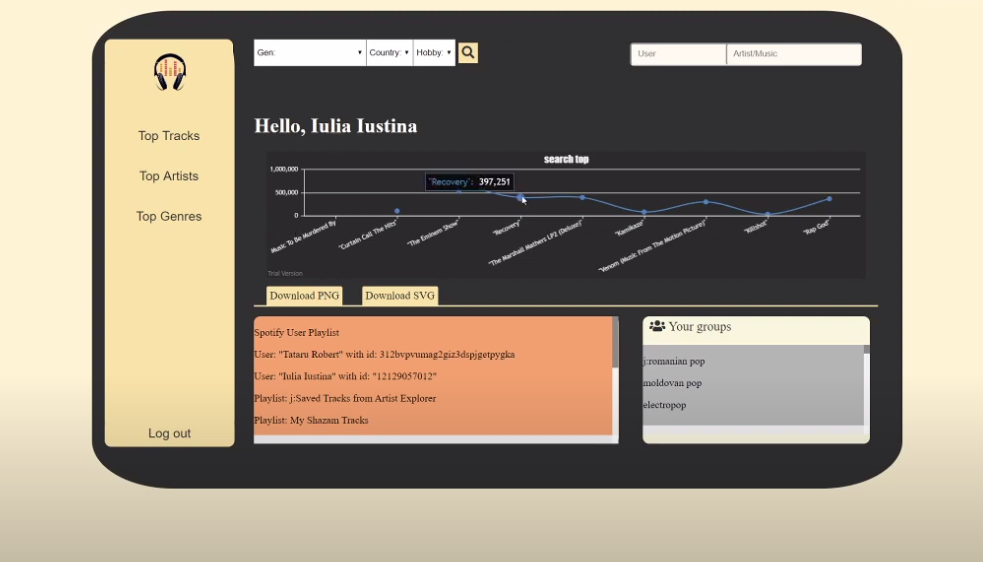 Gen:
Country:
Hobby:
User
Artist/Music
Top Tracks
Top Artists
Top Genres
Log out
Hello, Iulia Iustina
search top
1,000,000
500,000
0
"Recovery": 397,251
Music To Be Murdered By
"Curtain Call The Hits"
"The Eminem Show"
"Recovery"
"The Marshall Mathers LP2 (Deluxe)"
"Kamikaze"
"Venom (Music From The Motion Picture)"
"Killshot"
"Rap God"
Trial Version
Download PNG
Download SVG
Spotify User Playlist
User: "Tataru Robert" with id: 312bvpvumag2giz3dspjgetpygka
User: "Iulia Iustina" with id: "12129057012"
Playlist: j:Saved Tracks from Artist Explorer
Playlist: My Shazam Tracks
Your groups
j:romanian pop
moldovan pop
electropop